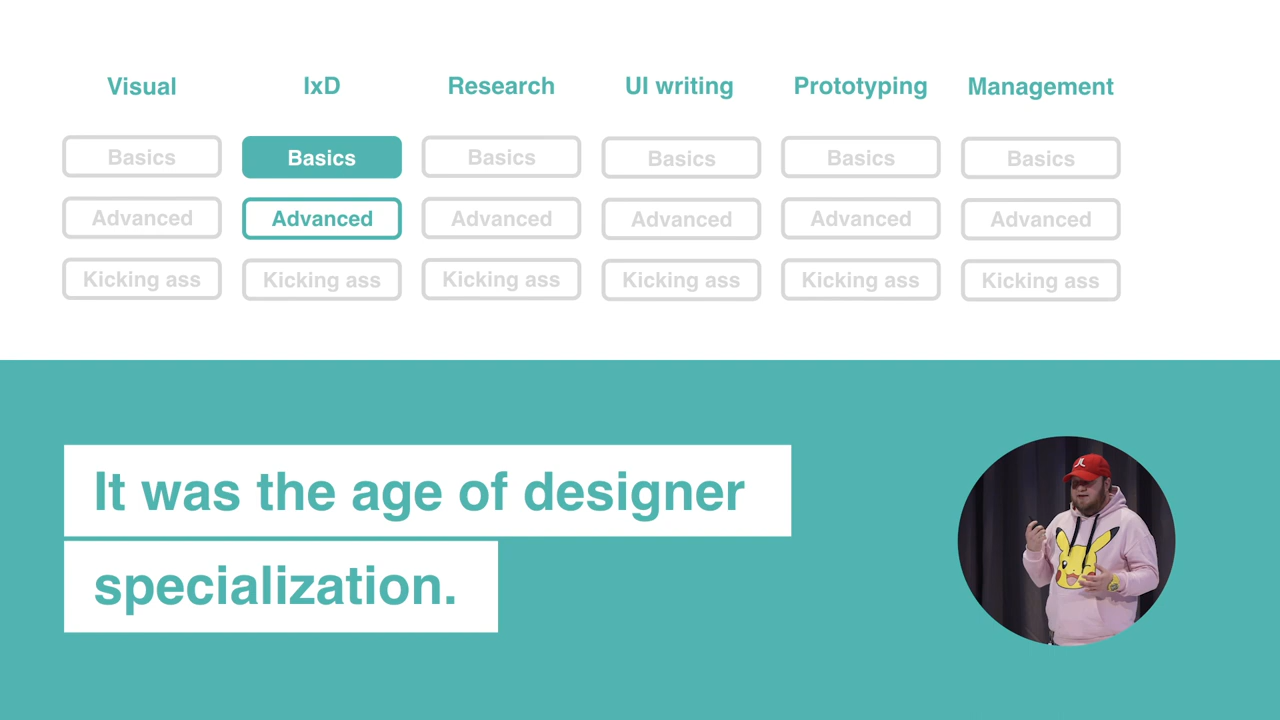 Visual IxD Research UI writing Prototyping Management
Basics Basics Basics Basics Basics Basics
Advanced Advanced Advanced Advanced Advanced Advanced
Kicking ass Kicking ass Kicking ass Kicking ass Kicking ass Kicking ass
It was the age of designer
specialization.